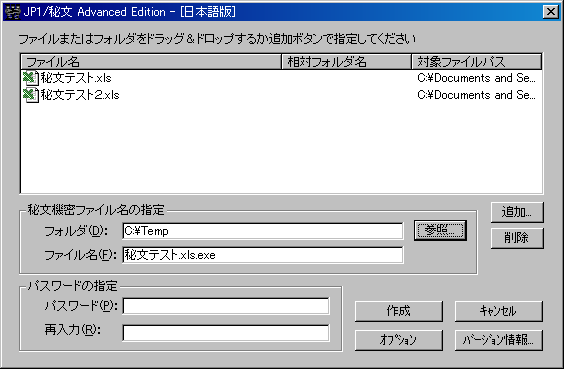 JP1/秘文 Advanced Edition - [日本語版]
ファイルまたはフォルダをドラッグ＆ドロップするか追加ボタンで指定してください
ファイル名 相対フォルダ名 対象ファイルパス
秘文テスト.xls C:¥Documents and Se...
秘文テスト2.xls C:¥Documents and Se...
秘文機密ファイル名の指定
フォルダ(D): C:¥Temp 参照...
ファイル名(F): 秘文テスト.xls.exe
追加...
削除
パスワードの指定
パスワード(P):
再入力(R):
作成 ｷｬﾝｾﾙ
ｵﾌﾟｼｮﾝ ﾊﾞｰｼﾞｮﾝ情報...